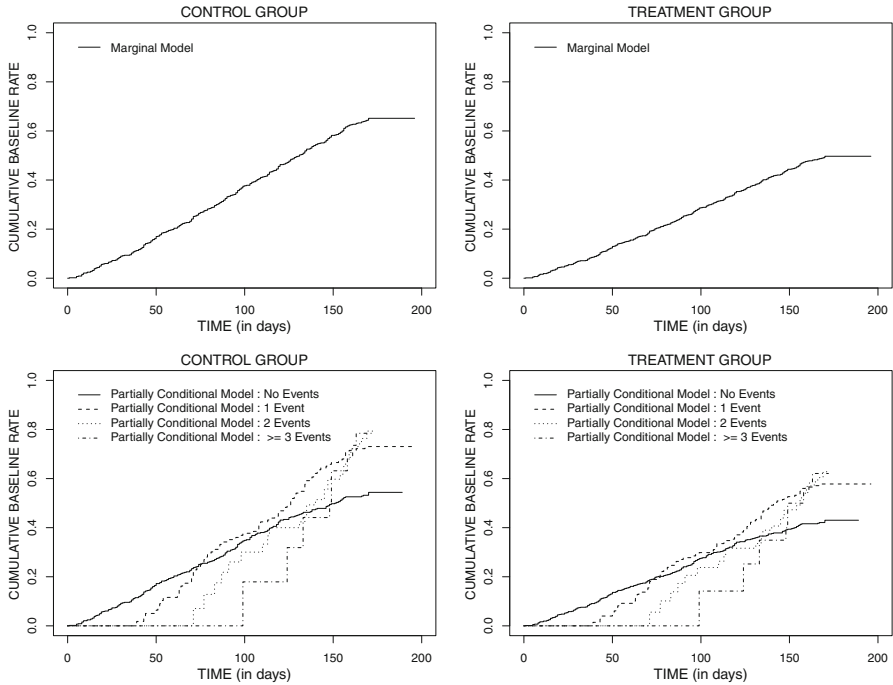 CONTROL GROUP
CUMULATIVE BASELINE RATE
1.0
0.8
0.6
0.4
0.2
0.0
Marginal Model
0 50 100 150 200
TIME (in days)
TREATMENT GROUP
CUMULATIVE BASELINE RATE
1.0
0.8
0.6
0.4
0.2
0.0
Marginal Model
0 50 100 150 200
TIME (in days)
CONTROL GROUP
CUMULATIVE BASELINE RATE
1.0
0.8
0.6
0.4
0.2
0.0
Partially Conditional Model : No Events
Partially Conditional Model : 1 Event
Partially Conditional Model : 2 Events
Partially Conditional Model : >= 3 Events
0 50 100 150 200
TIME (in days)
TREATMENT GROUP
CUMULATIVE BASELINE RATE
1.0
0.8
0.6
0.4
0.2
0.0
Partially Conditional Model : No Events
Partially Conditional Model : 1 Event
Partially Conditional Model : 2 Events
Partially Conditional Model : >= 3 Events
0 50 100 150 200
TIME (in days)